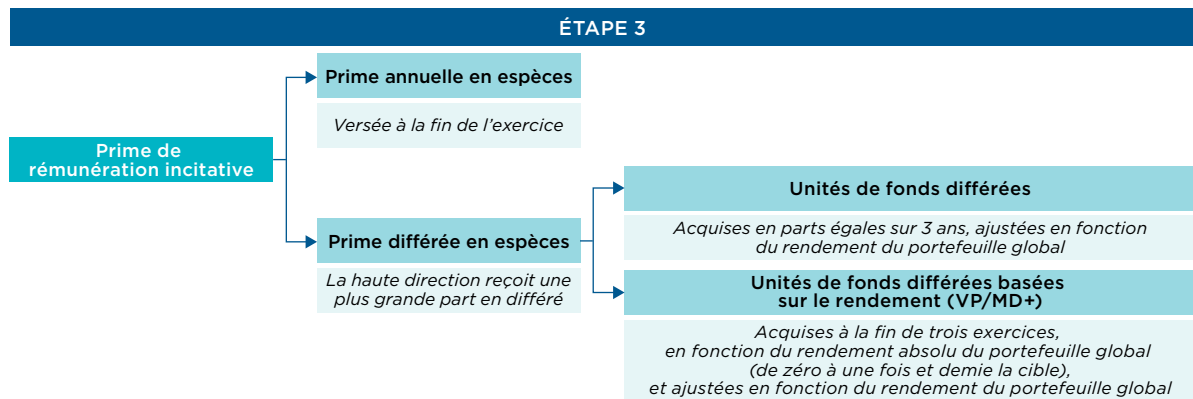 ÉTAPE 3
Prime de
rémunération incitative
Prime annuelle en espèces
Versée à la fin de l’exercice
Prime différée en espèces
La haute direction reçoit une
plus grande part en différé
Unités de fonds différées
Acquises en parts égales sur 3 ans, ajustées en fonction
du rendement du portefeuille global
Unités de fonds différées basées
sur le rendement (VP/MD+)
Acquises à la fin de trois exercices,
en fonction du rendement absolu du portefeuille global
(de zéro à une fois et demie la cible),
et ajustées en fonction du rendement du portefeuille global